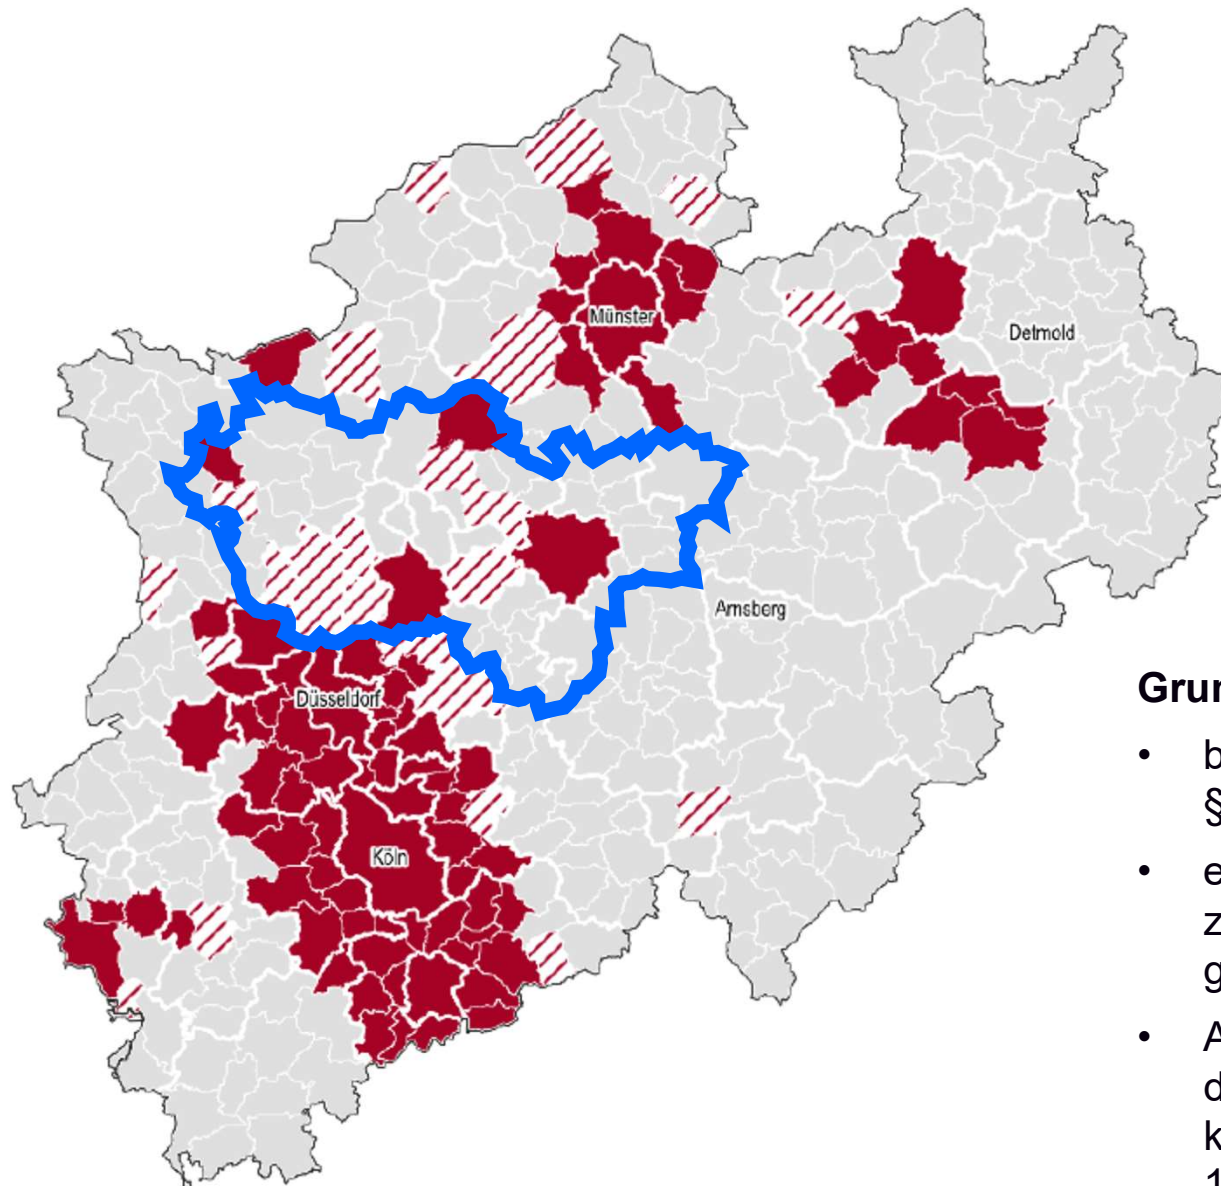 Münster
Detmold
Arnsberg
Düsseldorf
Köln
Grun
• b
§
• e
z
g
• A
d
k
1